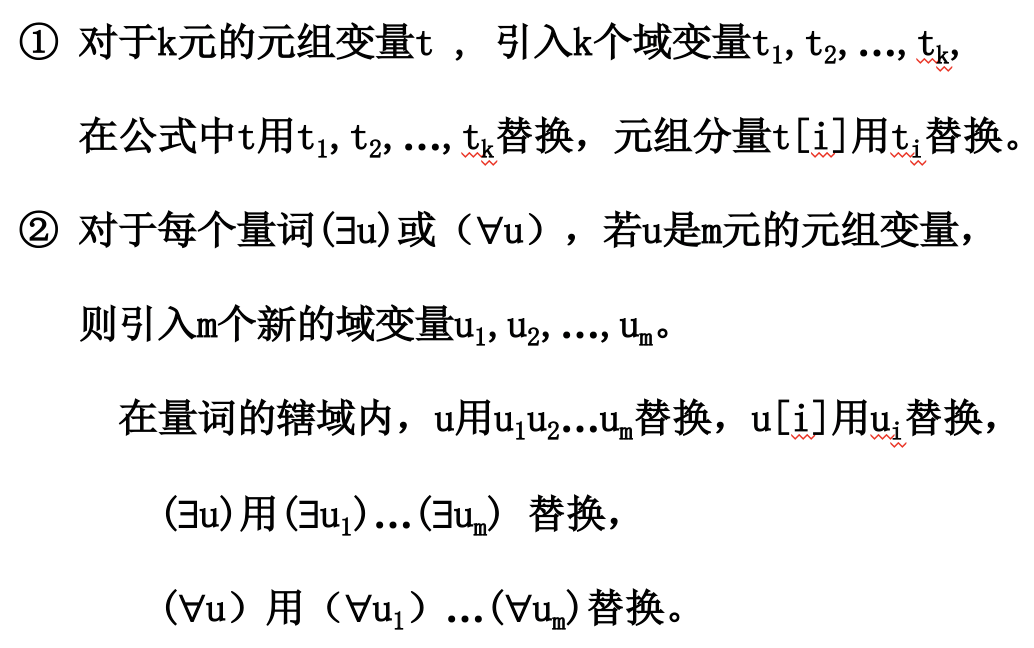 ① 对于k元的元组变量t ，引入k个域变量t₁,t₂,…,tₖ,
在公式中t用t₁,t₂,…,tₖ替换，元组分量t[i]用tᵢ替换。
② 对于每个量词(∃u)或（∀u），若u是m元的元组变量，
则引入m个新的域变量u₁,u₂,…,uₘ。
在量词的辖域内，u用u₁u₂…uₘ替换，u[i]用uᵢ替换，
(∃u)用(∃u₁)…(∃uₘ) 替换，
(∀u）用（∀u₁）…(∀uₘ)替换。